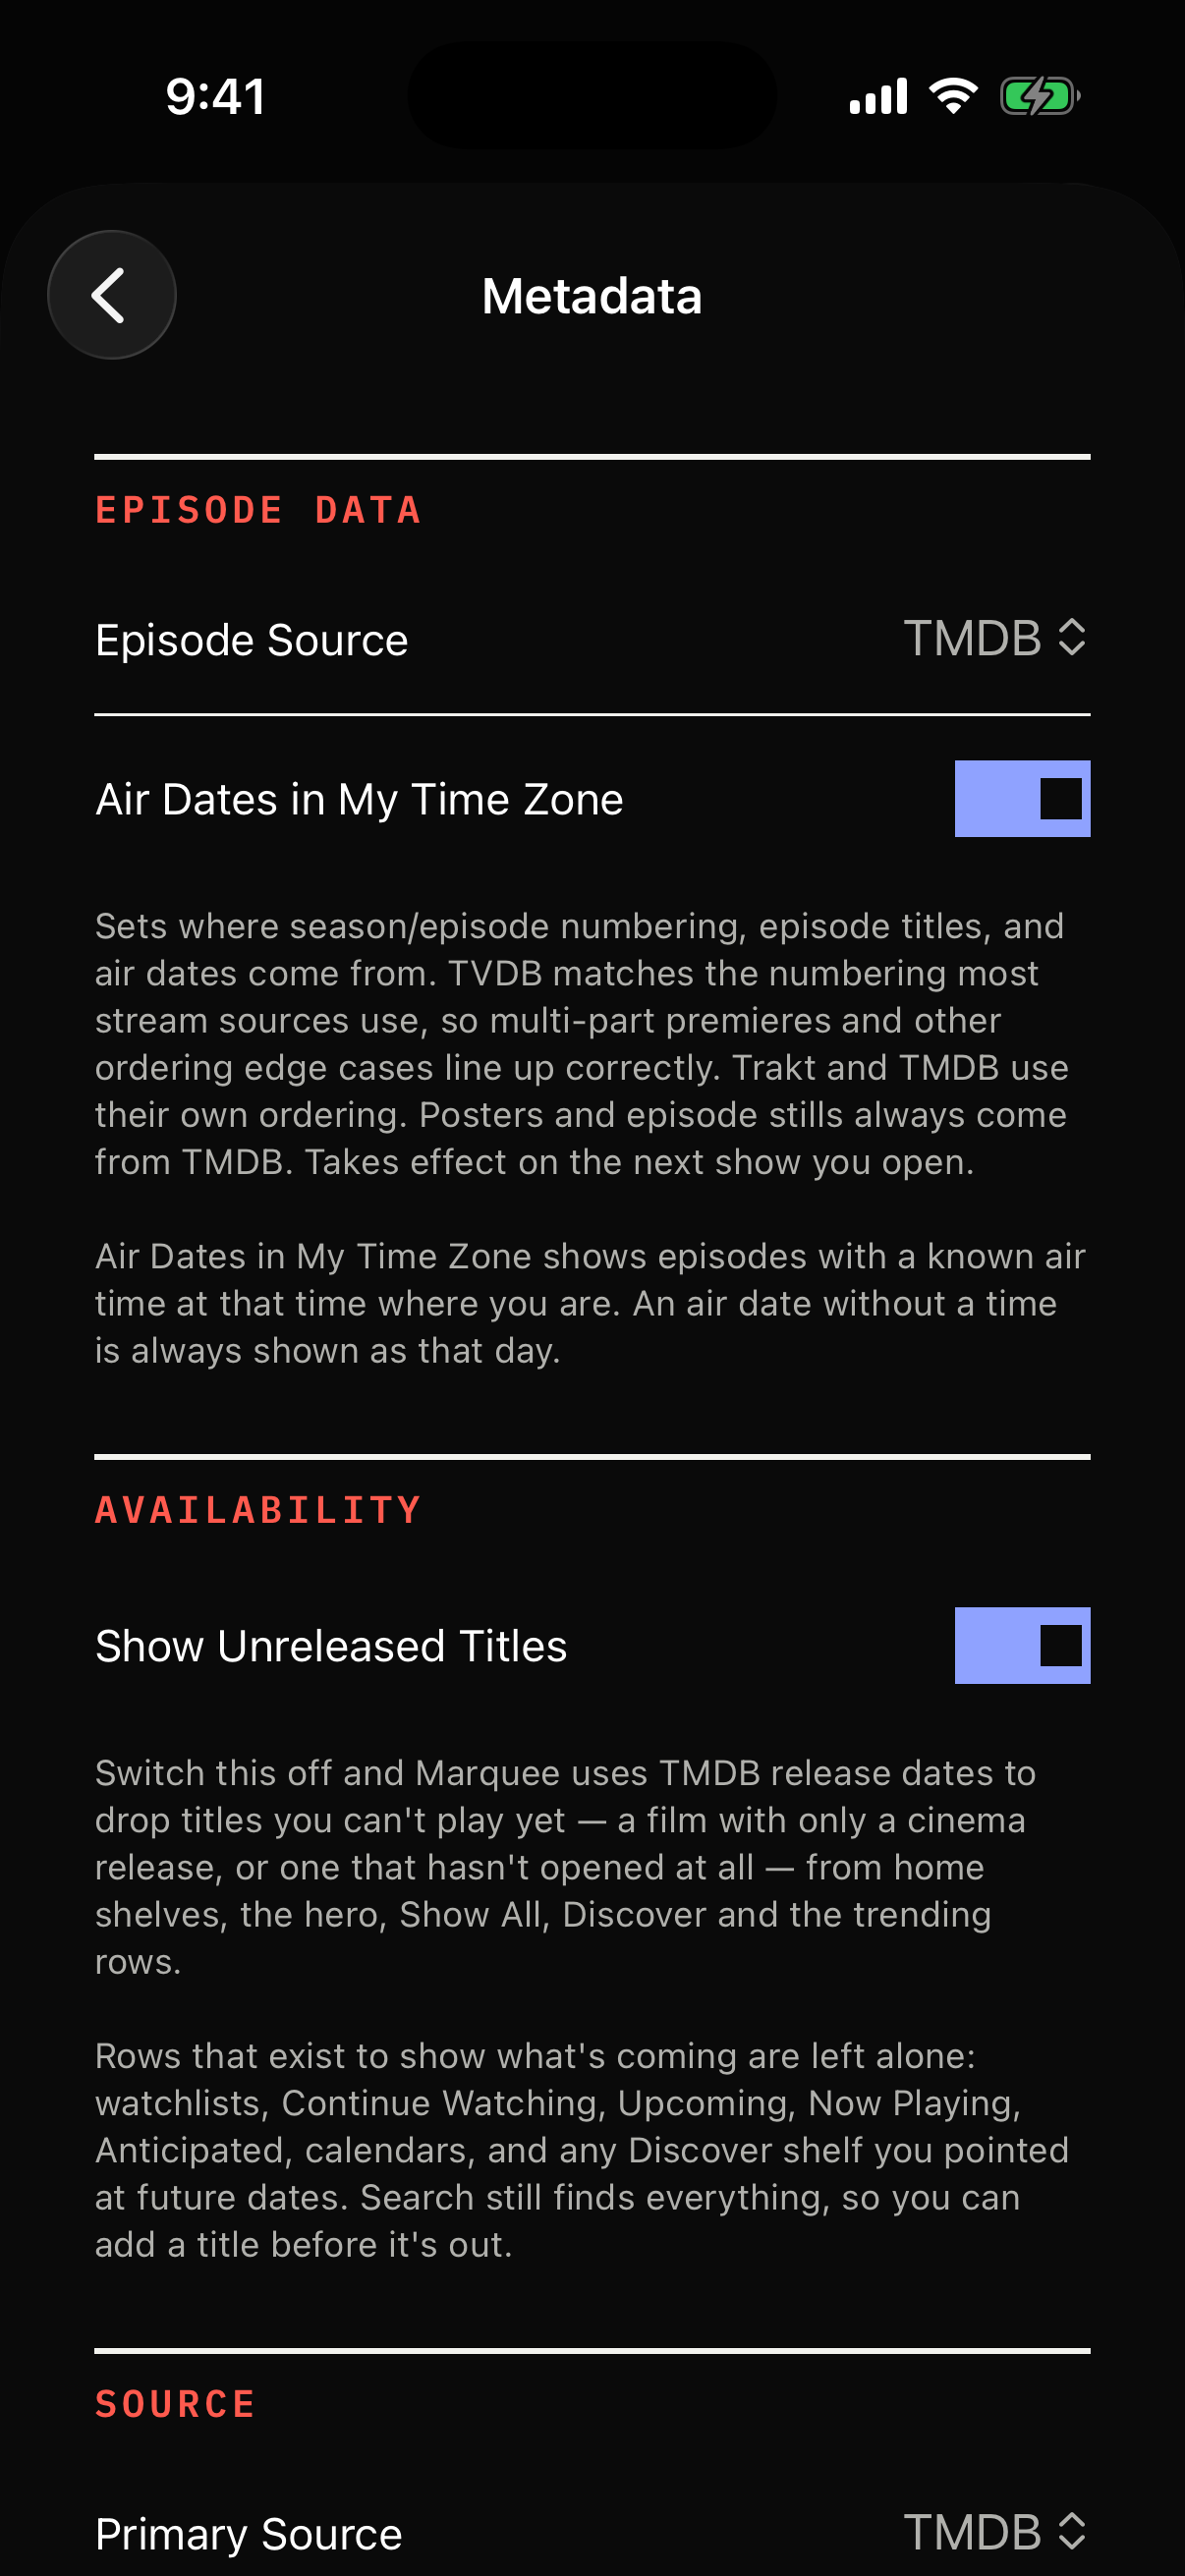 9:41
Metadata
EPISODE DATA
Episode Source
TMDB
Air Dates in My Time Zone
Sets where season/episode numbering, episode titles, and
air dates come from. TVDB matches the numbering most
stream sources use, so multi-part premieres and other
ordering edge cases line up correctly. Trakt and TMDB use
their own ordering. Posters and episode stills always come
from TMDB. Takes effect on the next show you open.
Air Dates in My Time Zone shows episodes with a known air
time at that time where you are. An air date without a time
is always shown as that day.
AVAILABILITY
Show Unreleased Titles
Switch this off and Marquee uses TMDB release dates to
drop titles you can't play yet — a film with only a cinema
release, or one that hasn't opened at all — from home
shelves, the hero, Show All, Discover and the trending
rows.
Rows that exist to show what's coming are left alone:
watchlists, Continue Watching, Upcoming, Now Playing,
Anticipated, calendars, and any Discover shelf you pointed
at future dates. Search still finds everything, so you can
add a title before it's out.
SOURCE
Primary Source
TMDB